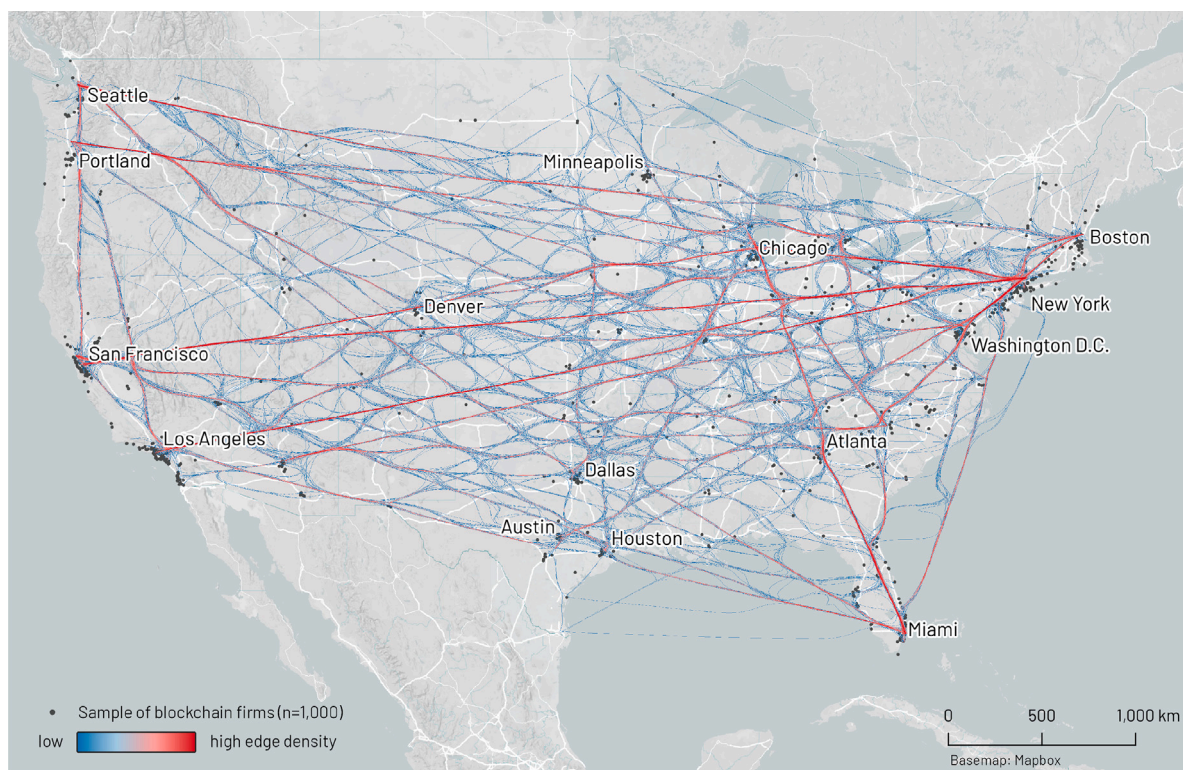 Seattle
Portland
Minneapolis
Boston
Chicago
New York
Denver
Washington D.C.
San Francisco
Los Angeles
Atlanta
Dallas
Austin
Houston
Miami
Sample of blockchain firms (n=1,000)
low high edge density
0 500 1,000 km
Basemap: Mapbox